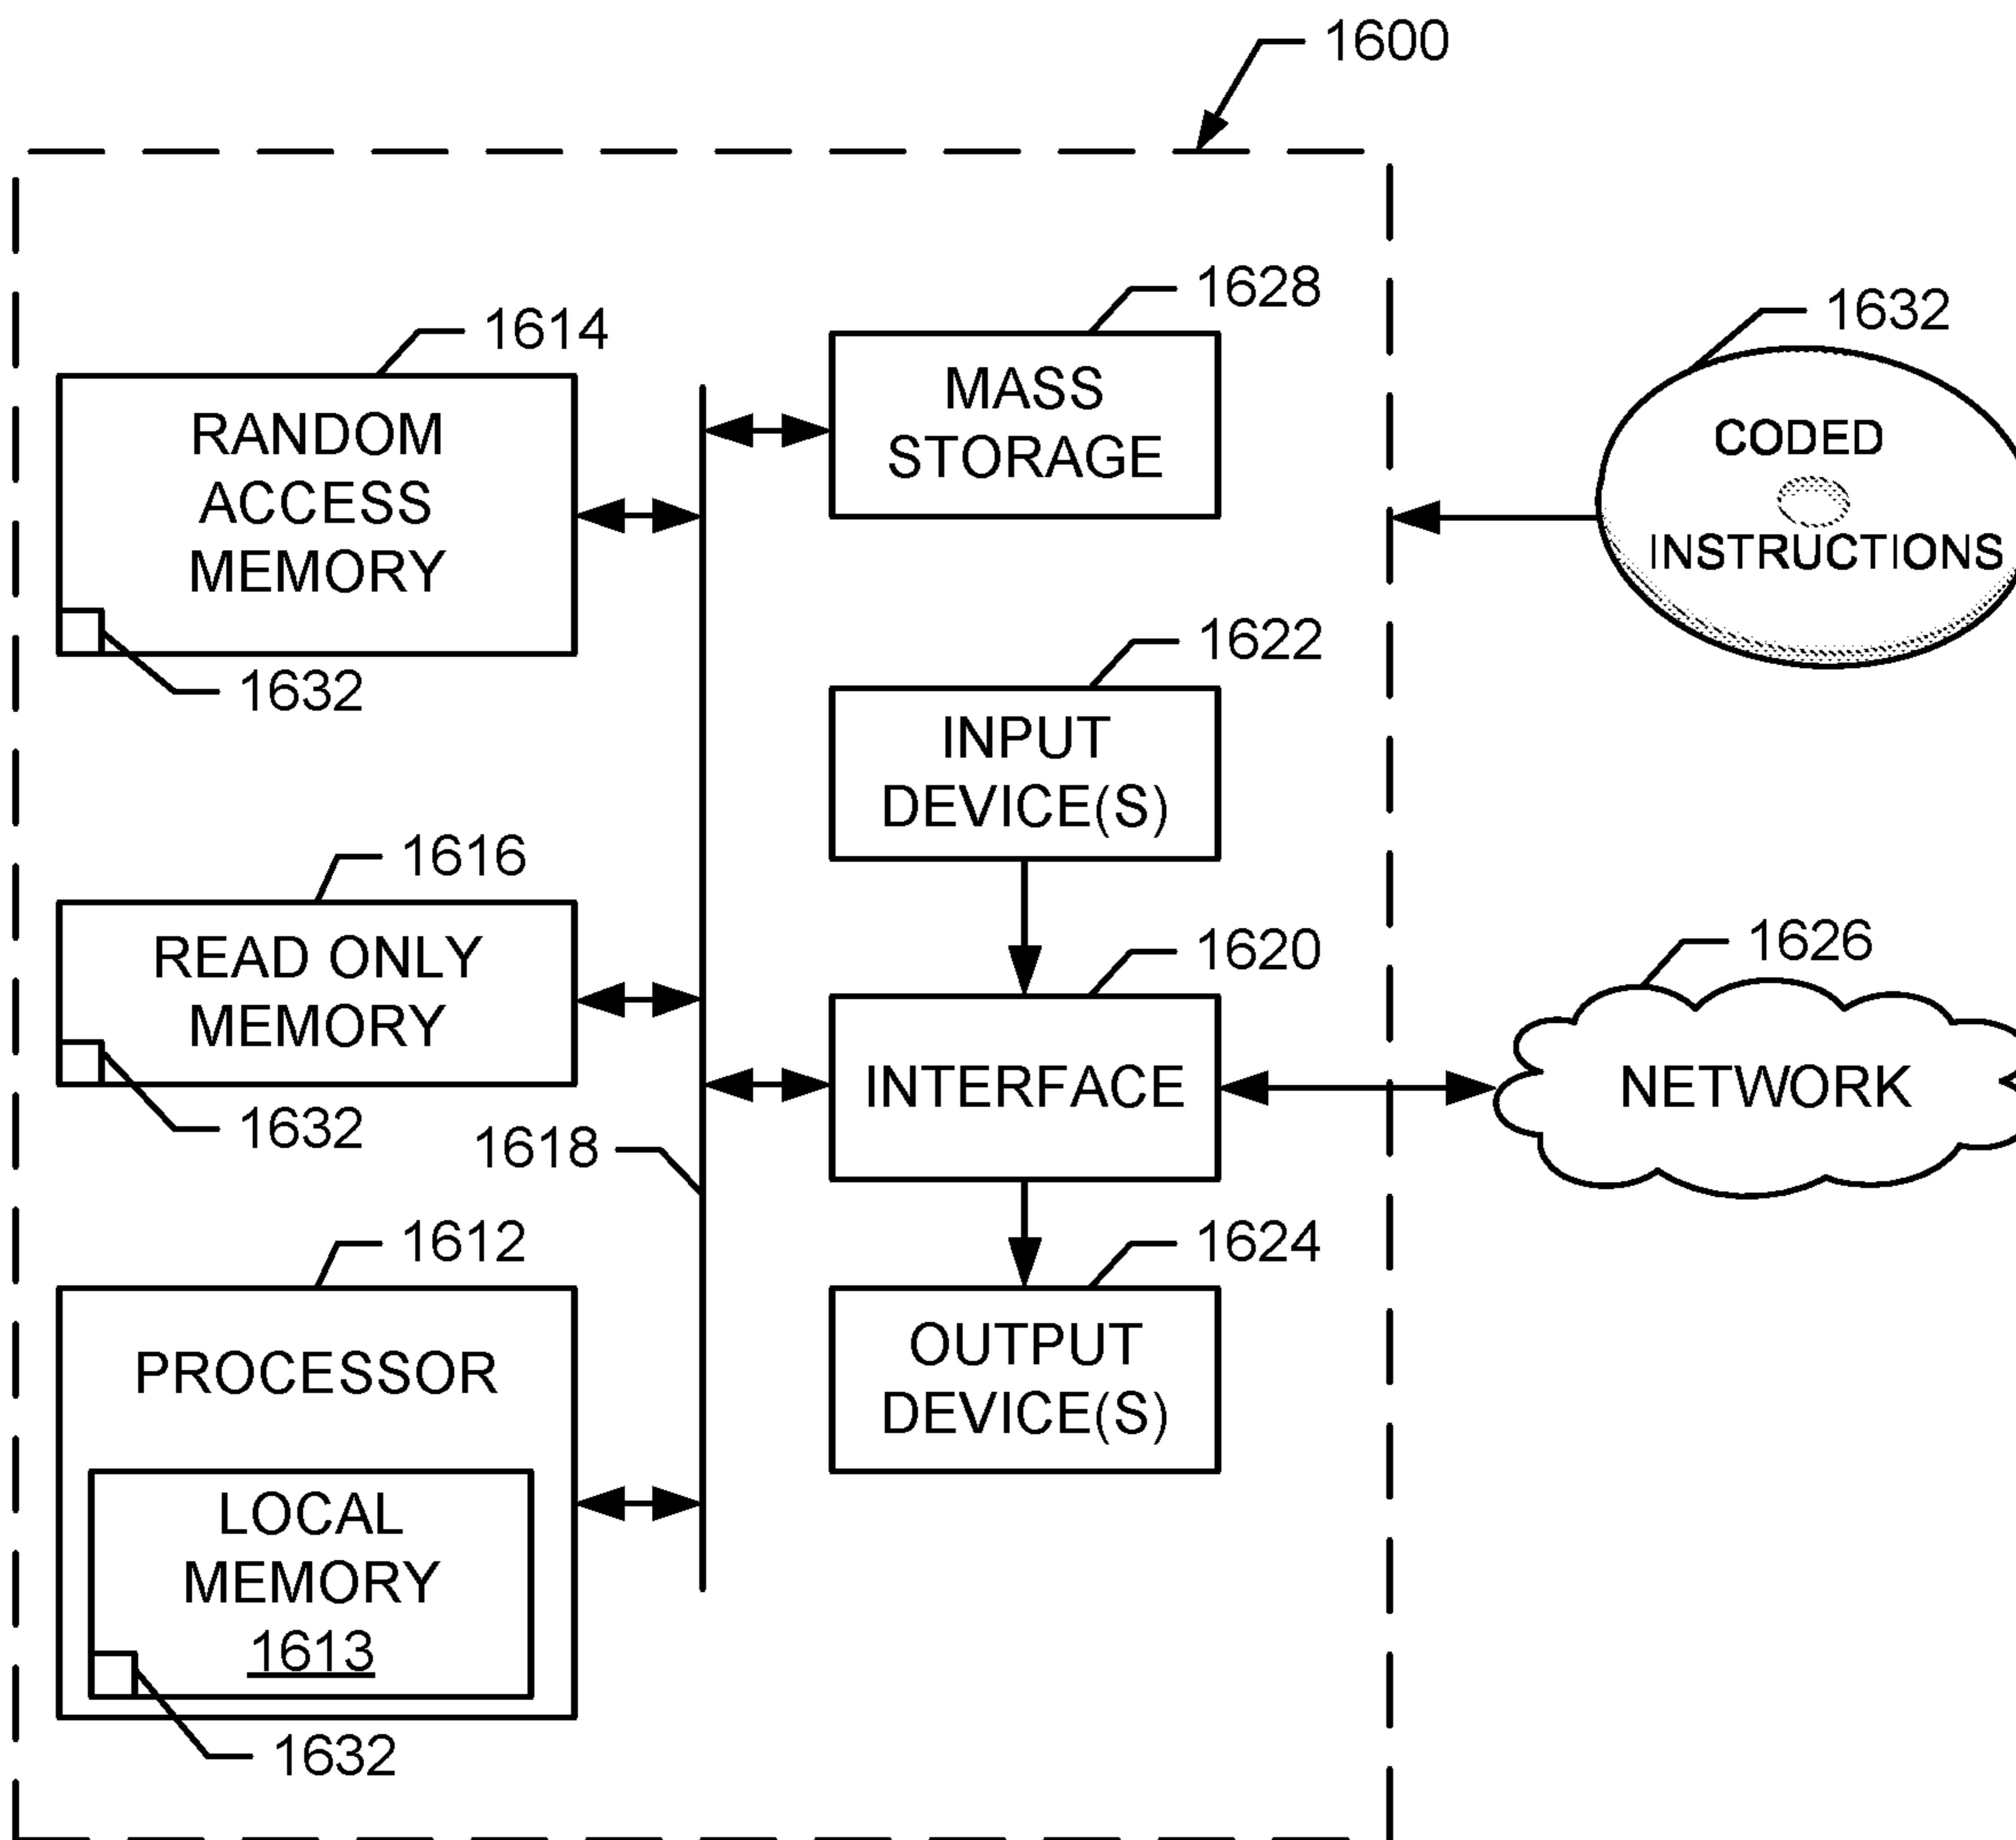 1600
1628
1632
1614
MASS
STORAGE
RANDOM
ACCESS
MEMORY
CODED
INSTRUCTIONS
1632
1622
INPUT
DEVICE(S)
1616
READ ONLY
MEMORY
1620
1626
INTERFACE
NETWORK
1632
1618
1612
1624
PROCESSOR
OUTPUT
DEVICE(S)
LOCAL
MEMORY
1613
1632